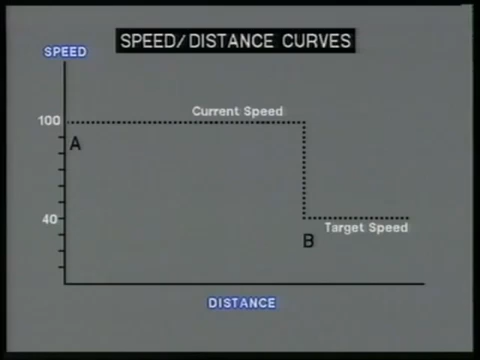 SPEED/DISTANCE CURVES
SPEED
Current Speed
100
A
40
Target Speed
B
DISTANCE